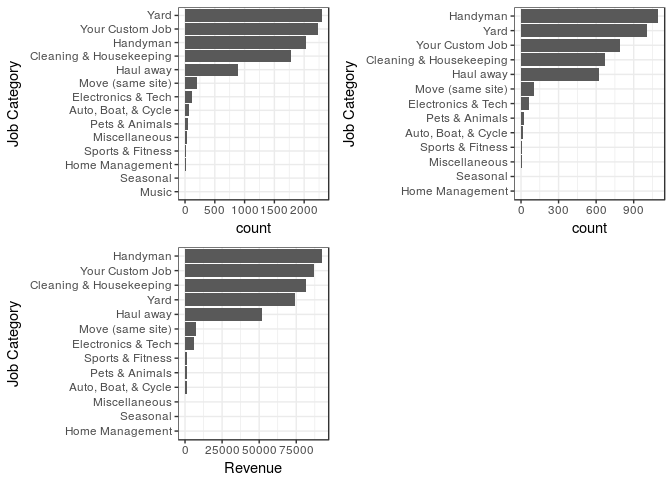 Job Category
Yard
Your Custom Job
Handyman
Cleaning & Housekeeping
Haul away
Move (same site)
Electronics & Tech
Auto, Boat, & Cycle
Pets & Animals
Miscellaneous
Sports & Fitness
Home Management
Seasonal
Music
0 500 1000 1500 2000
count
Job Category
Handyman
Yard
Your Custom Job
Cleaning & Housekeeping
Haul away
Move (same site)
Electronics & Tech
Pets & Animals
Auto, Boat, & Cycle
Sports & Fitness
Miscellaneous
Seasonal
Home Management
0 300 600 900
count
Job Category
Handyman
Your Custom Job
Cleaning & Housekeeping
Yard
Haul away
Move (same site)
Electronics & Tech
Sports & Fitness
Pets & Animals
Auto, Boat, & Cycle
Miscellaneous
Seasonal
Home Management
0 25000 50000 75000
Revenue